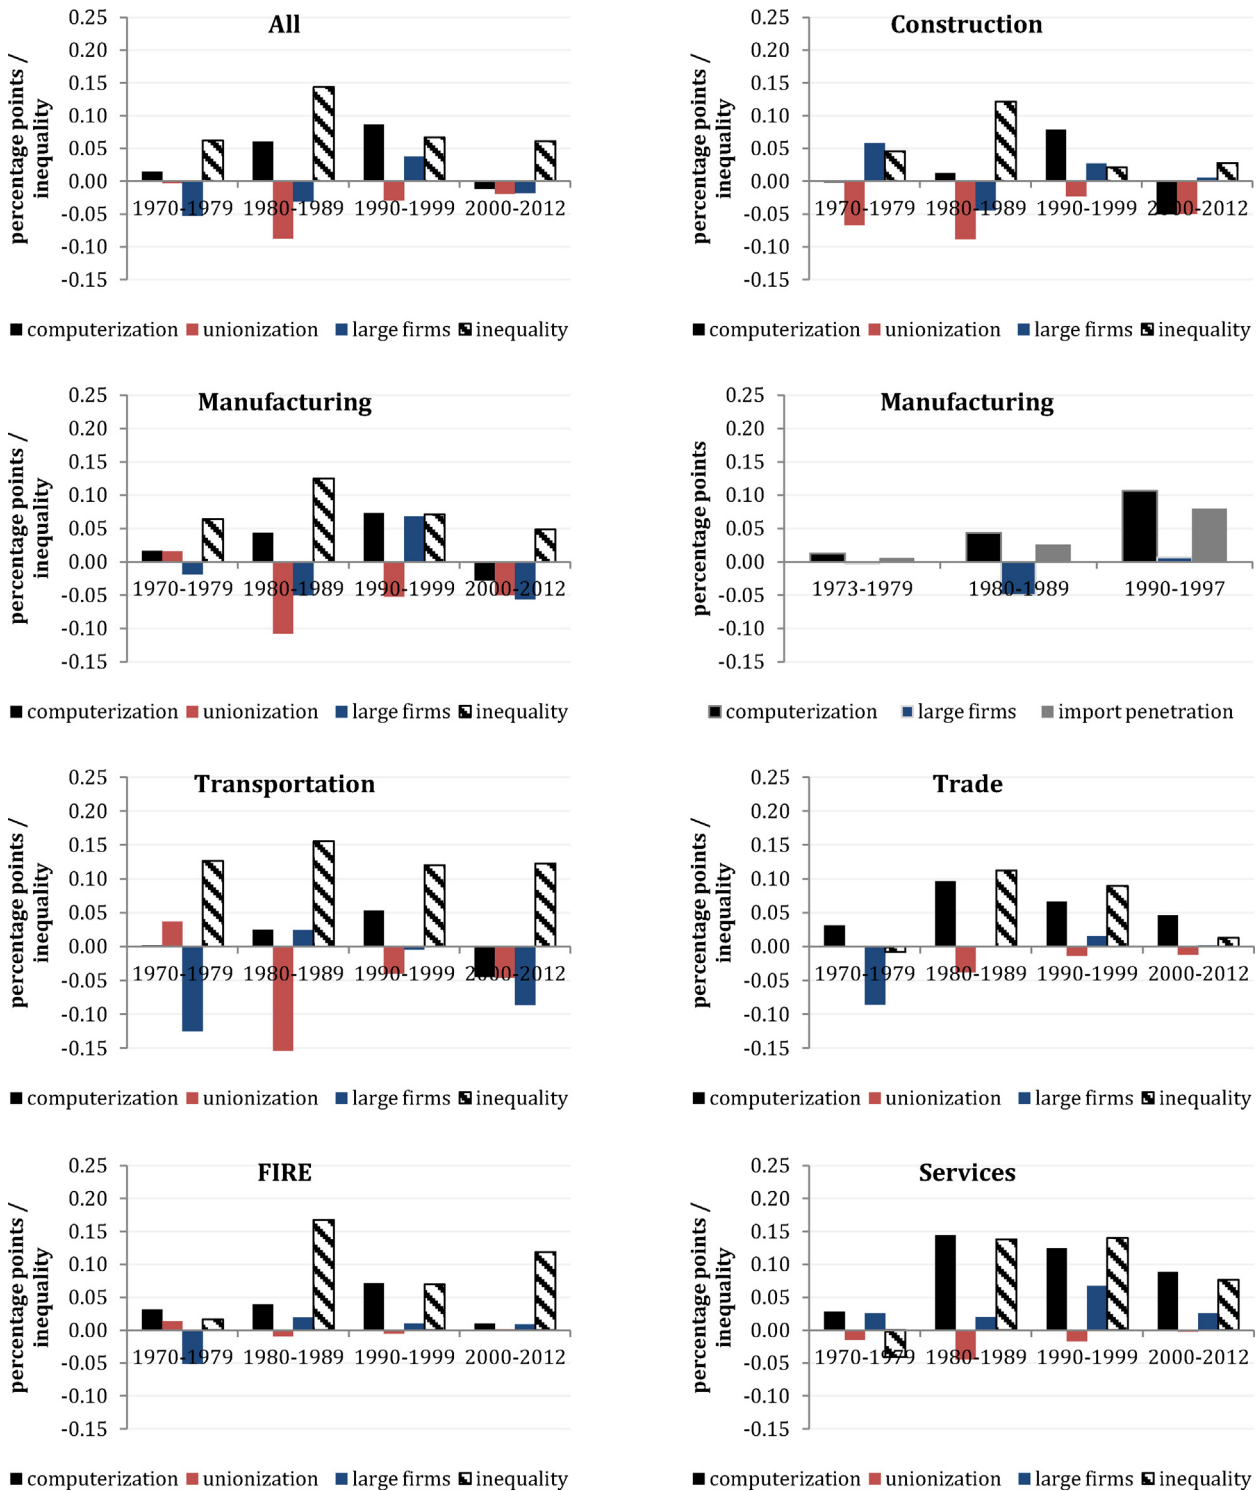 All
percentage points /
inequality
0.25
0.20
0.15
0.10
0.05
0.00
-0.05
-0.10
-0.15
1970-1979 1980-1989 1990-1999 2000-2012
computerization unionization large firms inequality
Construction
percentage points /
inequality
0.25
0.20
0.15
0.10
0.05
0.00
-0.05
-0.10
-0.15
1970-1979 1980-1989 1990-1999 2000-2012
computerization unionization large firms inequality
Manufacturing
percentage points /
inequality
0.25
0.20
0.15
0.10
0.05
0.00
-0.05
-0.10
-0.15
1970-1979 1980-1989 1990-1999 2000-2012
computerization unionization large firms inequality
Manufacturing
percentage points
0.25
0.20
0.15
0.10
0.05
0.00
-0.05
-0.10
-0.15
1973-1979 1980-1989 1990-1997
computerization large firms import penetration
Transportation
percentage points /
inequality
0.25
0.20
0.15
0.10
0.05
0.00
-0.05
-0.10
-0.15
1970-1979 1980-1989 1990-1999 2000-2012
computerization unionization large firms inequality
Trade
percentage points /
inequality
0.25
0.20
0.15
0.10
0.05
0.00
-0.05
-0.10
-0.15
1970-1979 1980-1989 1990-1999 2000-2012
computerization unionization large firms inequality
FIRE
percentage points /
inequality
0.25
0.20
0.15
0.10
0.05
0.00
-0.05
-0.10
-0.15
1970-1979 1980-1989 1990-1999 2000-2012
computerization unionization large firms inequality
Services
percentage points /
inequality
0.25
0.20
0.15
0.10
0.05
0.00
-0.05
-0.10
-0.15
1970-1979 1980-1989 1990-1999 2000-2012
computerization unionization large firms inequality